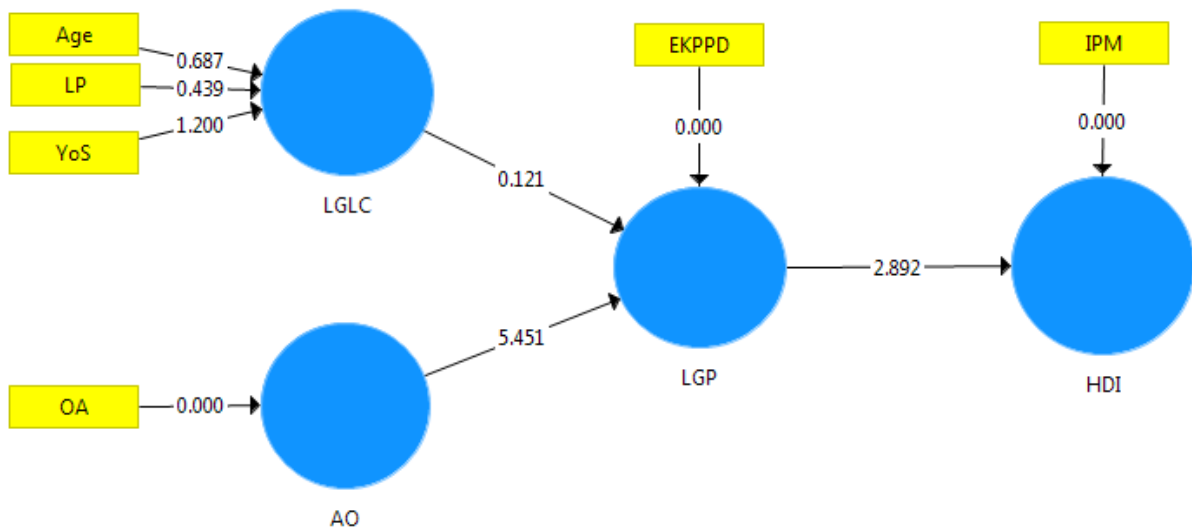 Age
0.687
LP
0.439
YoS
1.200
LGLC
0.121
EKPPD
0.000
IPM
0.000
LGP
2.892
HDI
OA
0.000
AO
5.451